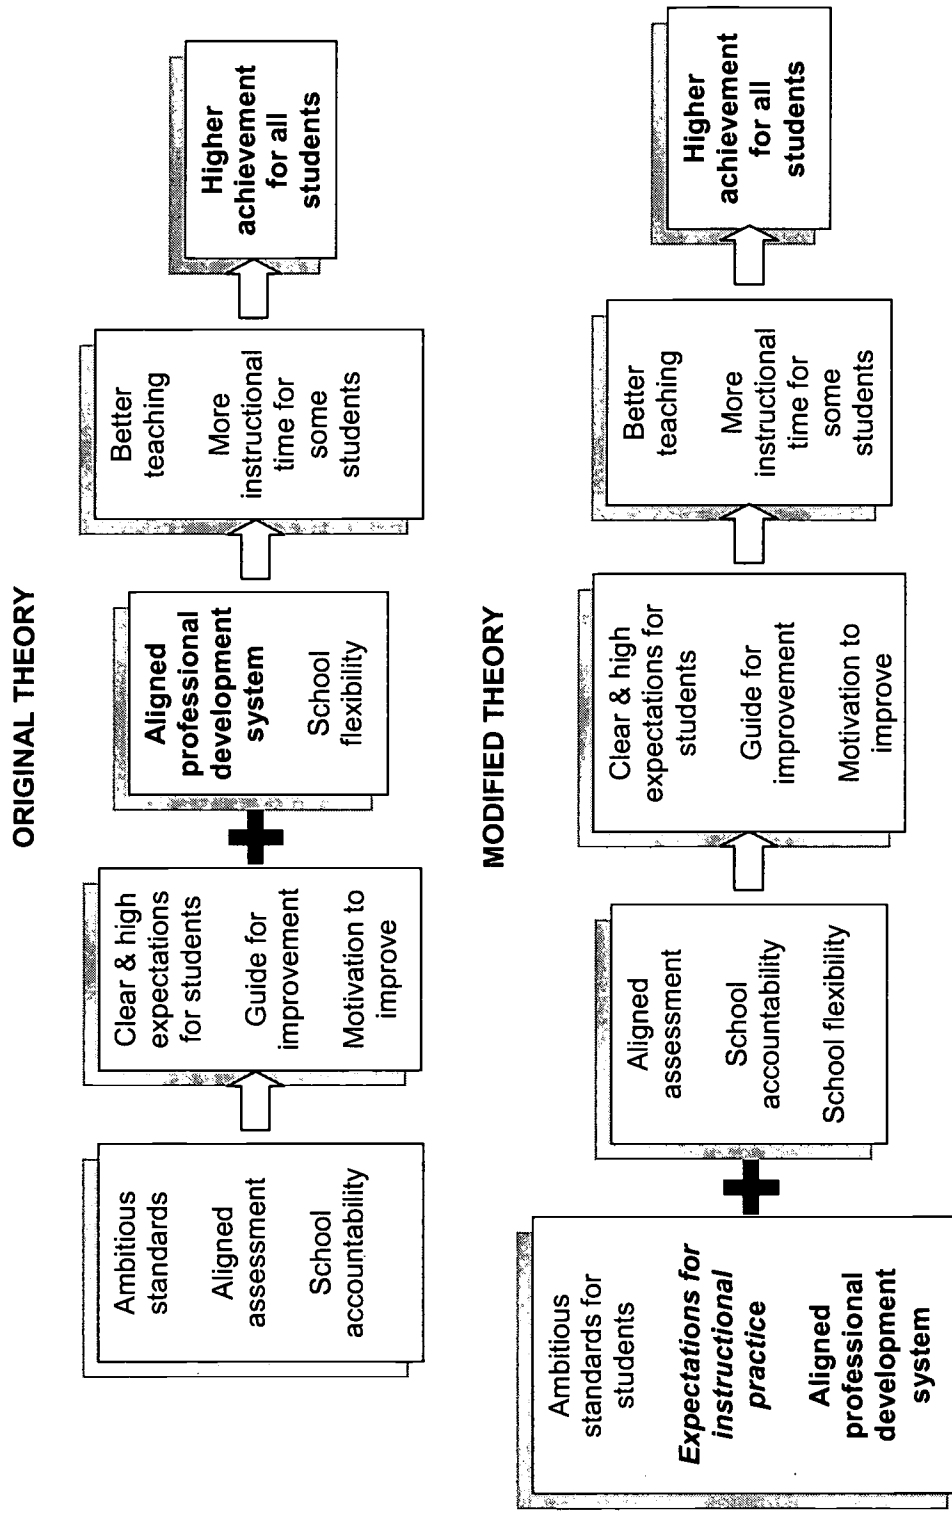 ORIGINAL THEORY
Ambitious
standards
Aligned
assessment
School
accountability
Clear & high
expectations
for students
Guide for
improvement
Motivation to
improve
Aligned
professional
development
system
School
flexibility
Better
teaching
More
instructional
time for
some
students
Higher
achievement
for all
students
MODIFIED THEORY
Ambitious
standards for
students
Expectations for
instructional
practice
Aligned
professional
development
system
Aligned
assessment
School
accountability
School flexibility
Clear & high
expectations for
students
Guide for
improvement
Motivation to
improve
Better
teaching
More
instructional
time for
some
students
Higher
achievement
for all
students